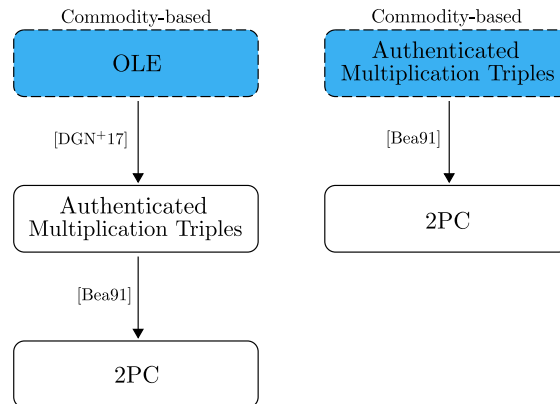 Commodity-based
OLE
[DGN+17]
Authenticated
Multiplication Triples
[Bea91]
2PC
Commodity-based
Authenticated
Multiplication Triples
[Bea91]
2PC